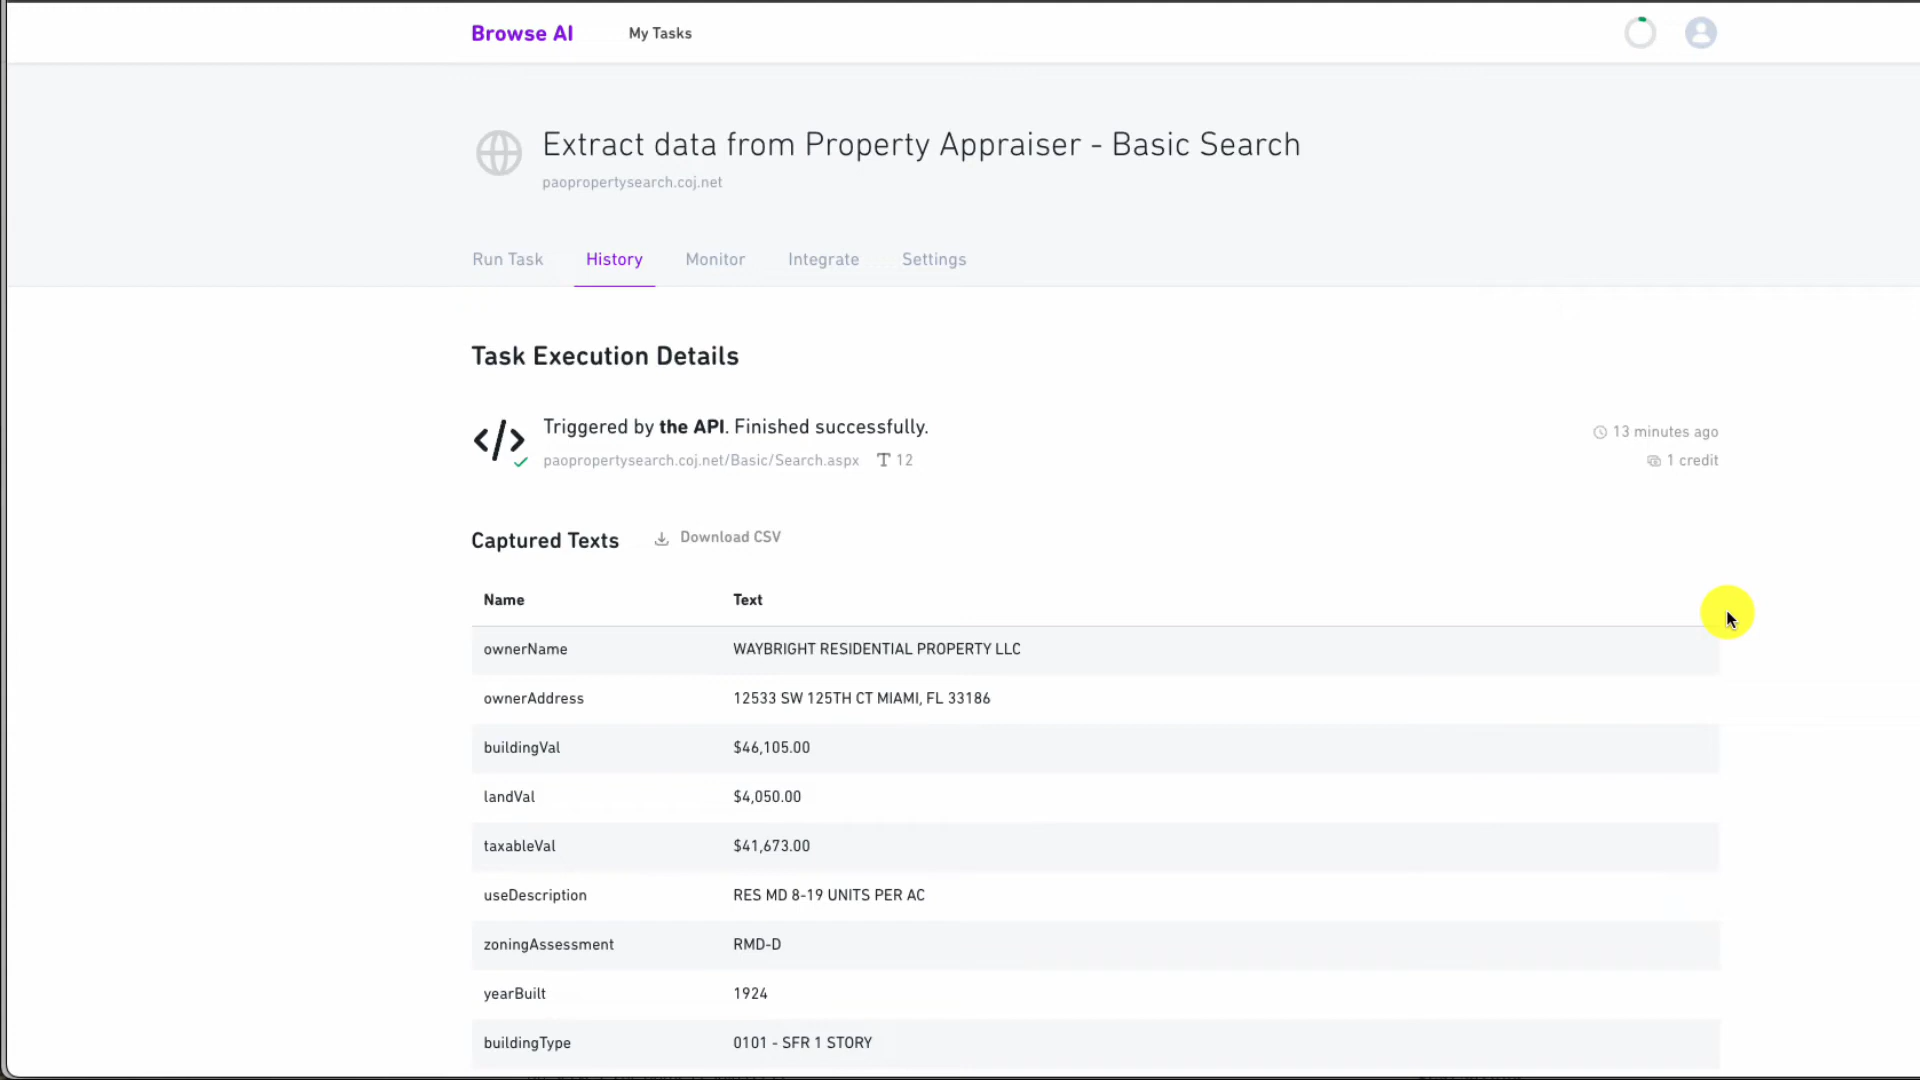 Browse AI My Tasks
Extract data from Property Appraiser - Basic Search
paopropertysearch.coj.net
Run Task History Monitor Integrate Settings
Task Execution Details
Triggered by the API. Finished successfully.
13 minutes ago
paopropertysearch.coj.net/Basic/Search.aspx T 12
1 credit
Captured Texts Download CSV
Name Text
ownerName WAYBRIGHT RESIDENTIAL PROPERTY LLC
ownerAddress 12533 SW 125TH CT MIAMI, FL 33186
buildingVal $46,105.00
landVal $4,050.00
taxableVal $41,673.00
useDescription RES MD 8-19 UNITS PER AC
zoningAssessment RMD-D
yearBuilt 1924
buildingType 0101 - SFR 1 STORY